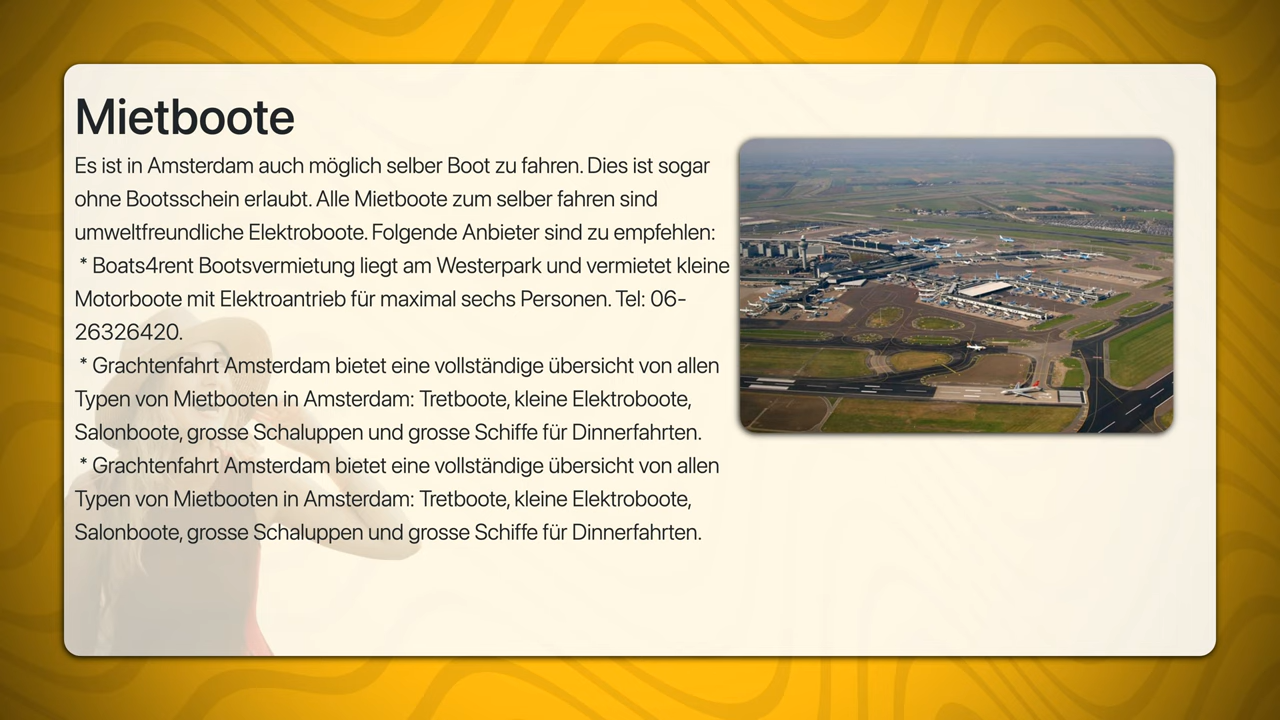 Mietboote
Es ist in Amsterdam auch möglich selber Boot zu fahren. Dies ist sogar
ohne Bootsschein erlaubt. Alle Mietboote zum selber fahren sind
umweltfreundliche Elektroboote. Folgende Anbieter sind zu empfehlen:
* Boats4rent Bootsvermietung liegt am Westerpark und vermietet kleine
Motorboote mit Elektroantrieb für maximal sechs Personen. Tel: 06-
26326420.
* Grachtenfahrt Amsterdam bietet eine vollständige übersicht von allen
Typen von Mietbooten in Amsterdam: Tretboote, kleine Elektroboote,
Salonboote, grosse Schaluppen und grosse Schiffe für Dinnerfahrten.
* Grachtenfahrt Amsterdam bietet eine vollständige übersicht von allen
Typen von Mietbooten in Amsterdam: Tretboote, kleine Elektroboote,
Salonboote, grosse Schaluppen und grosse Schiffe für Dinnerfahrten.